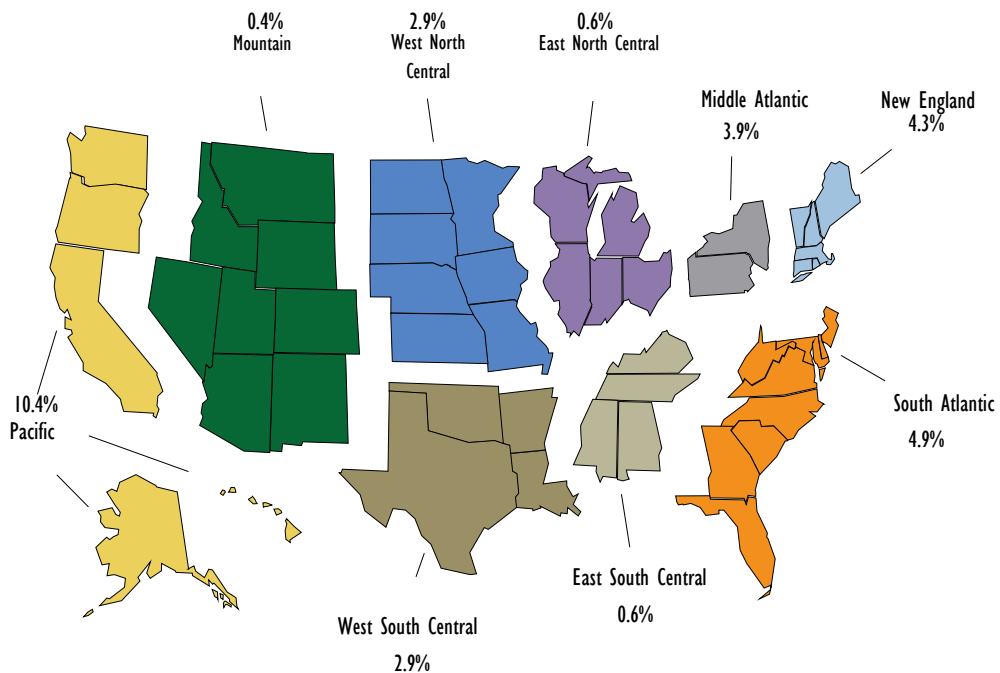 0.4%
Mountain
2.9%
West North
Central
0.6%
East North Central
Middle Atlantic
3.9%
New England
4.3%
10.4%
Pacific
South Atlantic
4.9%
East South Central
0.6%
West South Central
2.9%